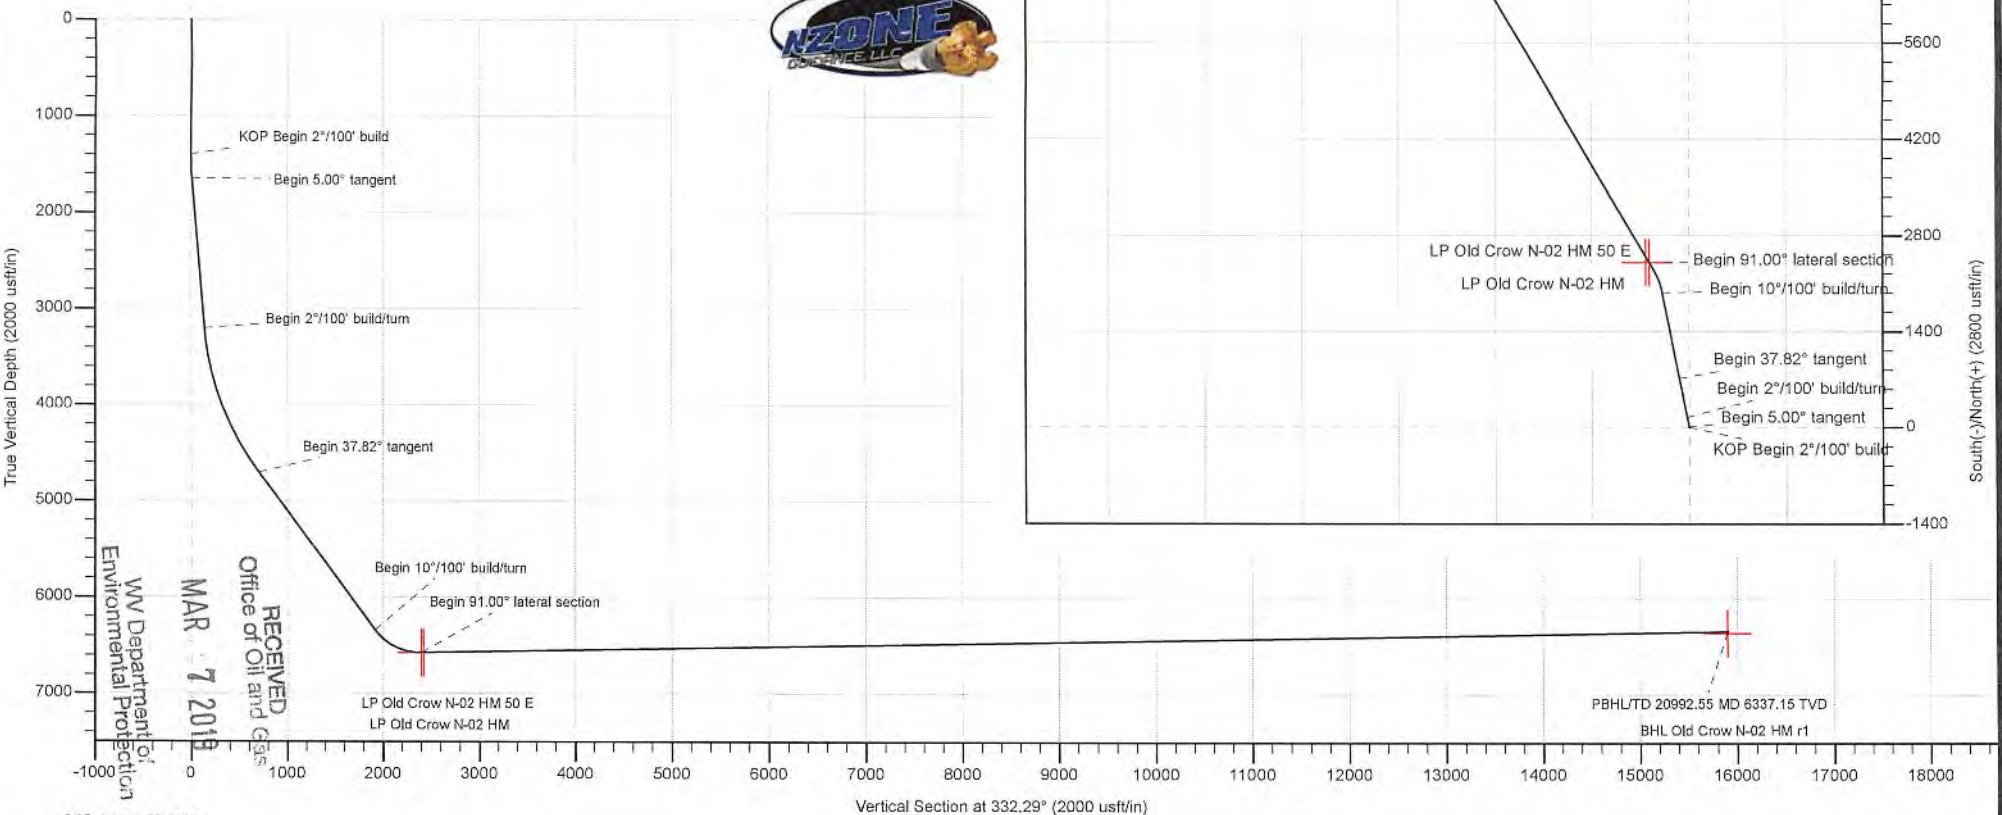 NZONE
GUIDANCE LLC
0
1000
2000
3000
4000
5000
6000
7000
True Vertical Depth (2000 usft/in)
KOP Begin 2°/100' build
Begin 5.00° tangent
Begin 2°/100' build/turn
Begin 37.82° tangent
Begin 10°/100' build/turn
Begin 91.00° lateral section
LP Old Crow N-02 HM 50 E
LP Old Crow N-02 HM
PBHL/TD 20992.55 MD 6337.15 TVD
BHL Old Crow N-02 HM r1
-1000 0 1000 2000 3000 4000 5000 6000 7000 8000 9000 10000 11000 12000 13000 14000 15000 16000 17000 18000
Vertical Section at 332.29° (2000 usft/in)
RECEIVED
Office of Oil and Gas
MAR 7 2019
WV Department of
Environmental Protection
5600
4200
2800
1400
0
-1400
South(-)/North(+) (2800 usft/in)
LP Old Crow N-02 HM 50 E
LP Old Crow N-02 HM
Begin 91.00° lateral section
Begin 10°/100' build/turn
Begin 37.82° tangent
Begin 2°/100' build/turn
Begin 5.00° tangent
KOP Begin 2°/100' build